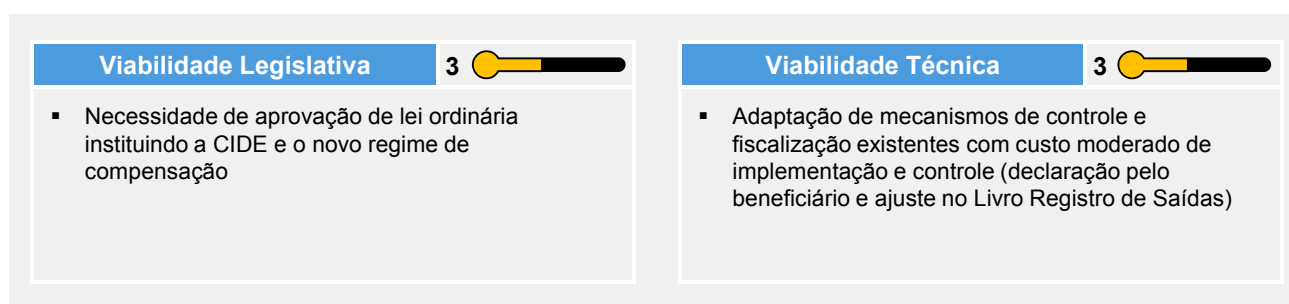 Viabilidade Legislativa 3
▪ Necessidade de aprovação de lei ordinária
instituindo a CIDE e o novo regime de
compensação
Viabilidade Técnica 3
▪ Adaptação de mecanismos de controle e
fiscalização existentes com custo moderado de
implementação e controle (declaração pelo
beneficiário e ajuste no Livro Registro de Saídas)